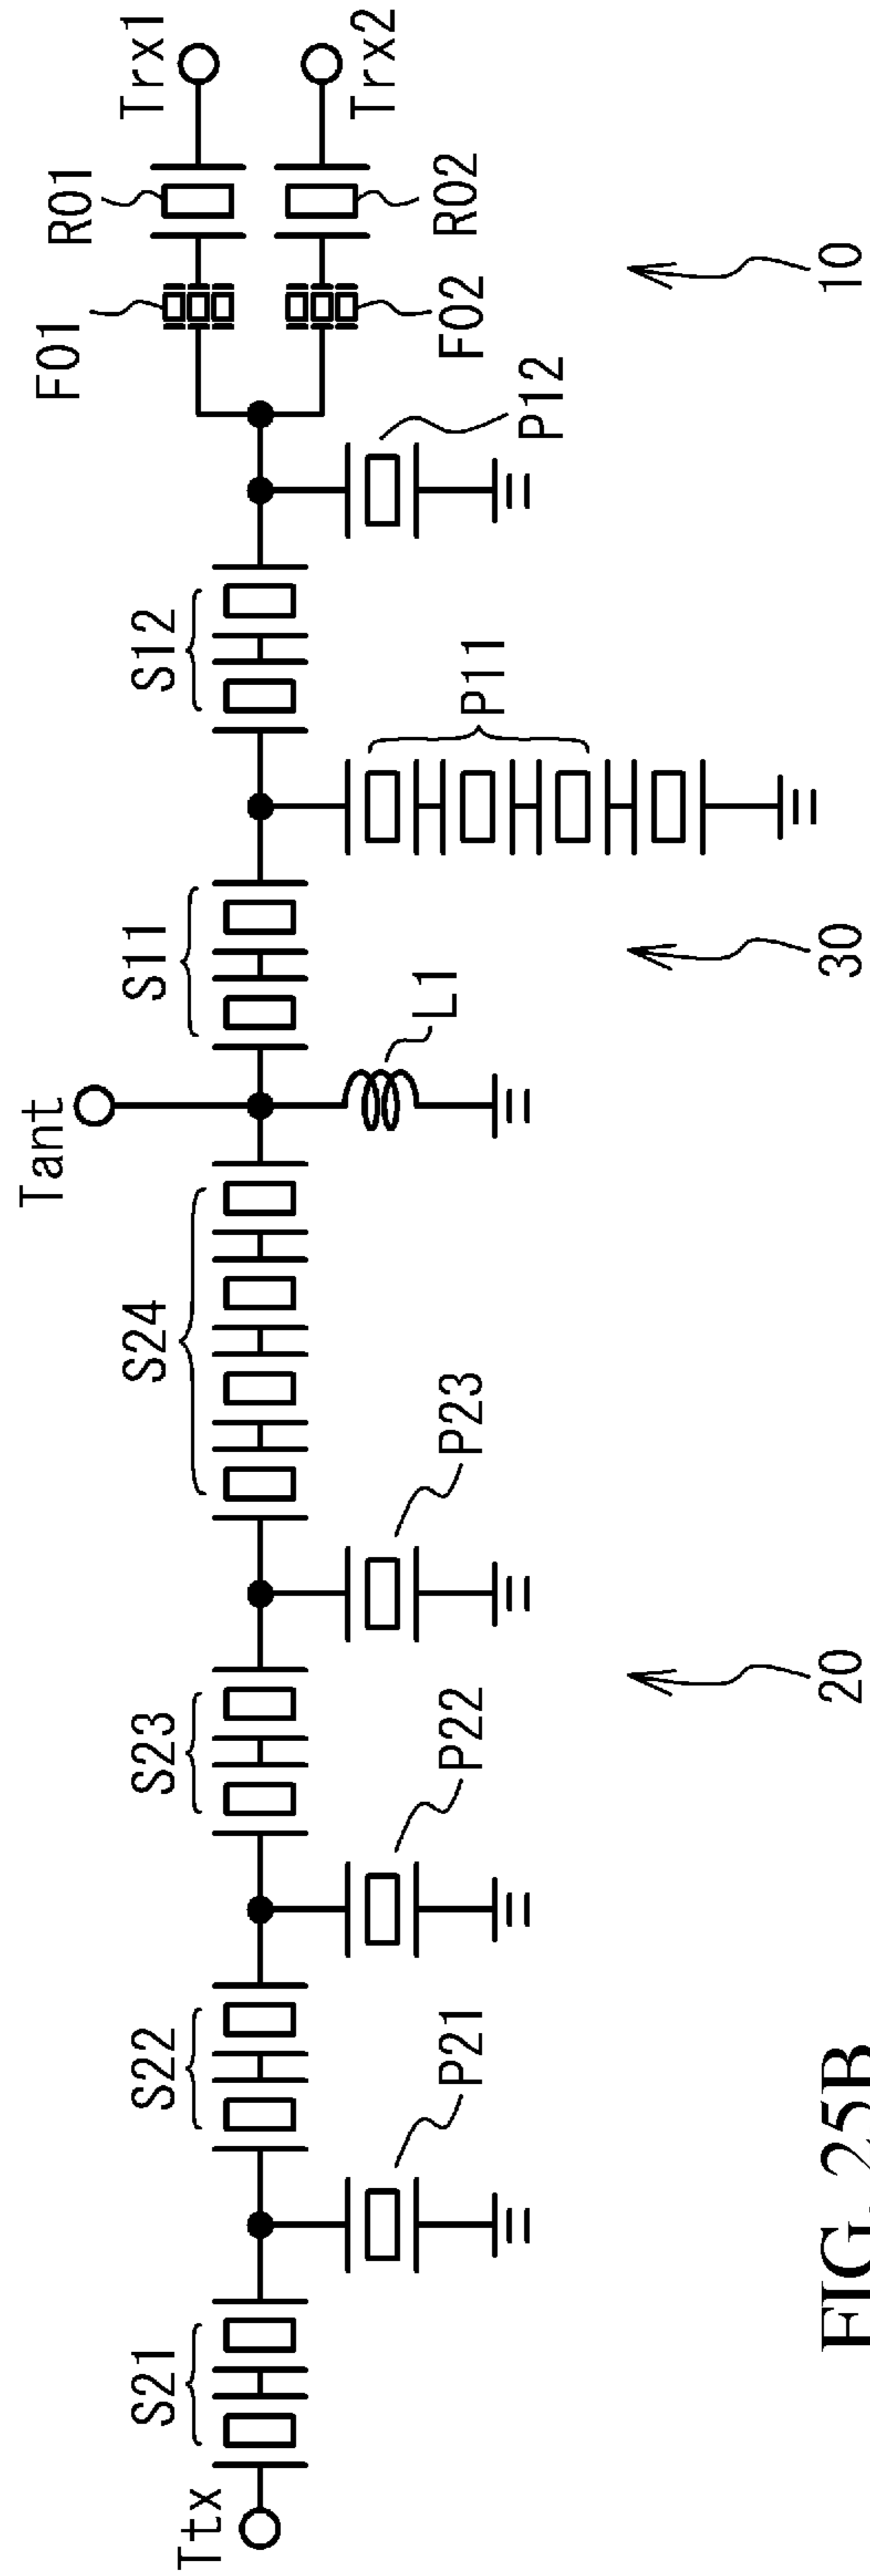 Ttx
S21
P21
S22
P22
S23
P23
S24
Tant
L1
S11
P11
S12
P12
F01
R01
Trx1
F02
R02
Trx2
20
30
10
FIG. 25B